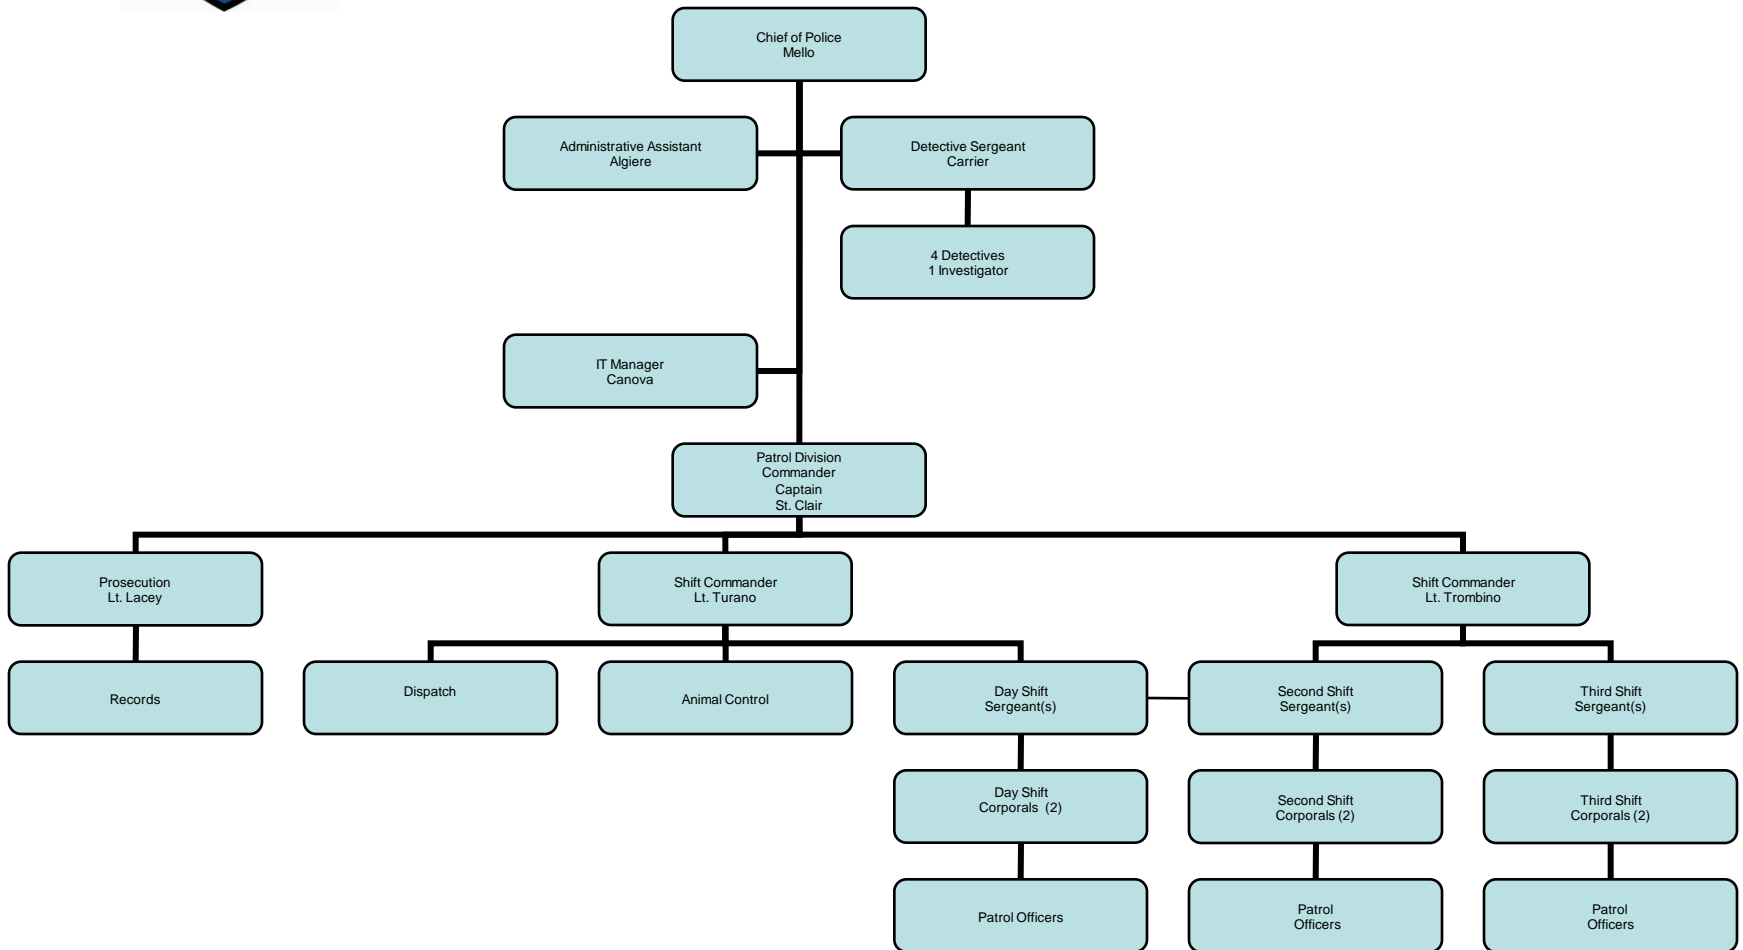 Chief of Police
Mello
Administrative Assistant
Algiere
Detective Sergeant
Carrier
4 Detectives
1 Investigator
IT Manager
Canova
Patrol Division
Commander
Captain
St. Clair
Prosecution
Lt. Lacey
Shift Commander
Lt. Turano
Shift Commander
Lt. Trombino
Records
Dispatch
Animal Control
Day Shift
Sergeant(s)
Second Shift
Sergeant(s)
Third Shift
Sergeant(s)
Day Shift
Corporals (2)
Second Shift
Corporals (2)
Third Shift
Corporals (2)
Patrol Officers
Patrol
Officers
Patrol
Officers